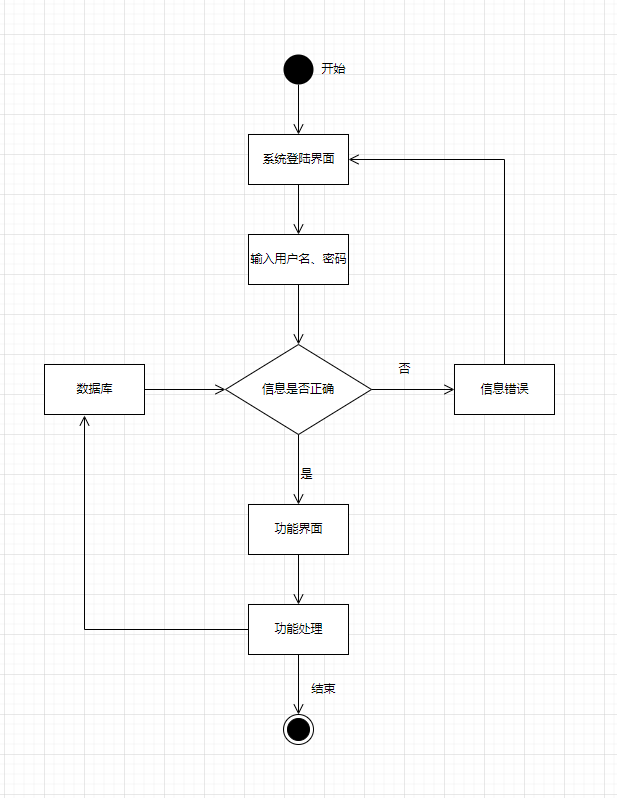 开始
系统登陆界面
输入用户名、密码
否
数据库
信息是否正确
信息错误
是
功能界面
功能处理
结束